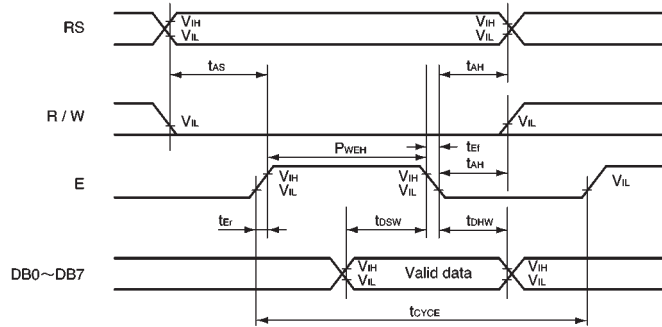 RS
VIH
VIL
VIH
VIL
tAS
tAH
R / W
VIL
VIL
PWEH
tEf
tAH
E
VIH
VIL
VIH
VIL
VIL
tEr
tDSW
tDHW
DB0~DB7
VIH
VIL
Valid data
VIH
VIL
tCYCE